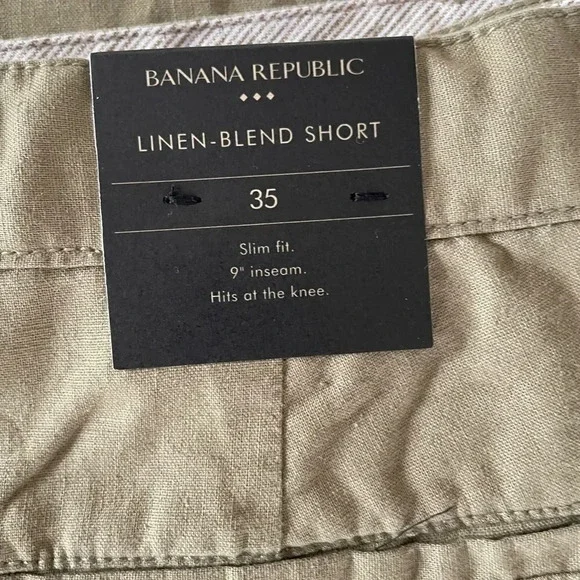 BANANA REPUBLIC
LINEN-BLEND SHORT
35
Slim fit.
9" inseam.
Hits at the knee.